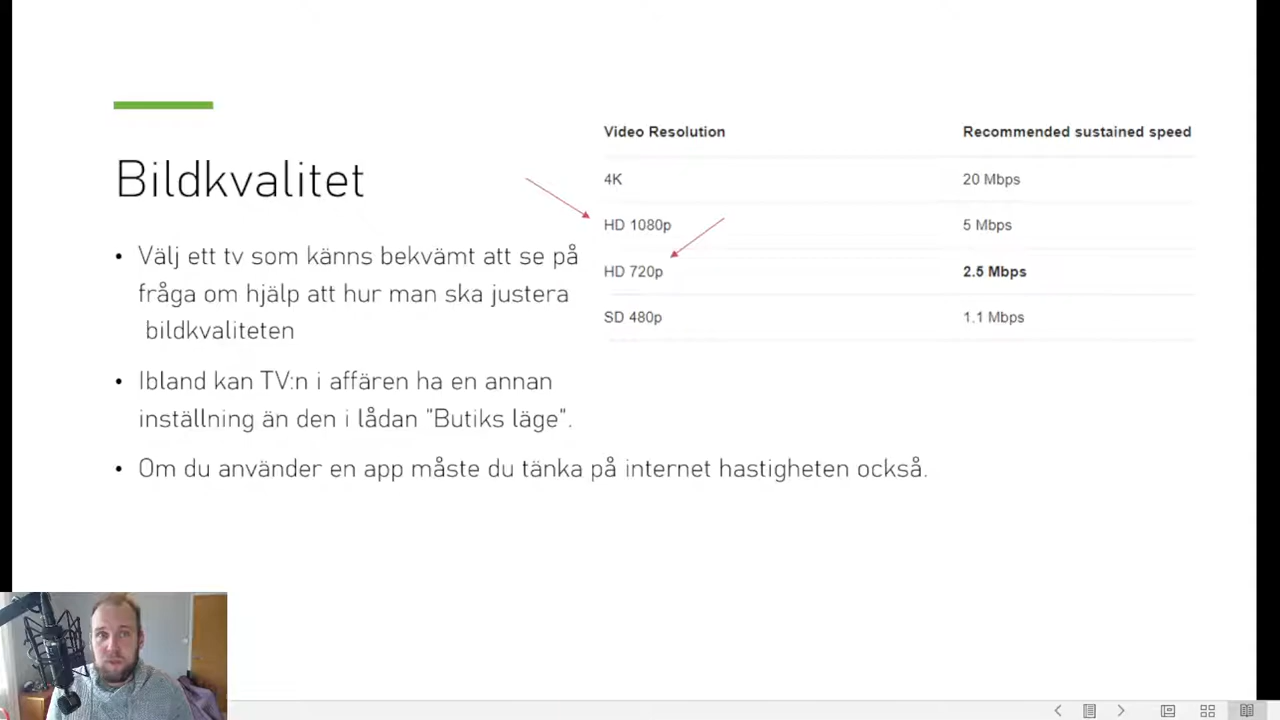 Bildkvalitet
• Välj ett tv som känns bekvämt att se på
fråga om hjälp att hur man ska justera
bildkvaliteten
• Ibland kan TV:n i affären ha en annan
inställning än den i lådan "Butiks läge".
• Om du använder en app måste du tänka på internet hastigheten också.
Video Resolution Recommended sustained speed
4K 20 Mbps
HD 1080p 5 Mbps
HD 720p 2.5 Mbps
SD 480p 1.1 Mbps